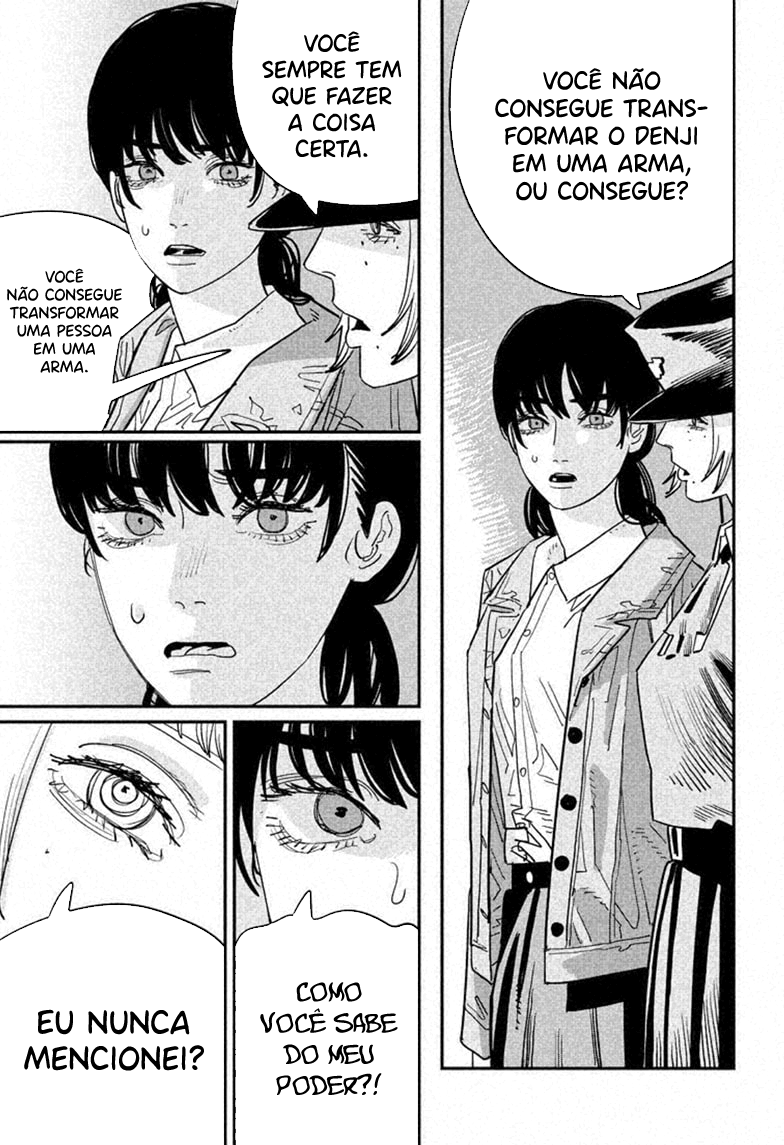 VOCÊ NÃO
CONSEGUE TRANS-
FORMAR O DENJI
EM UMA ARMA,
OU CONSEGUE?
VOCÊ
SEMPRE TEM
QUE FAZER
A COISA
CERTA.
VOCÊ
NÃO CONSEGUE
TRANSFORMAR
UMA PESSOA
EM UMA
ARMA.
COMO
VOCÊ SABE
DO MEU
PODER?!
EU NUNCA
MENCIONEI?